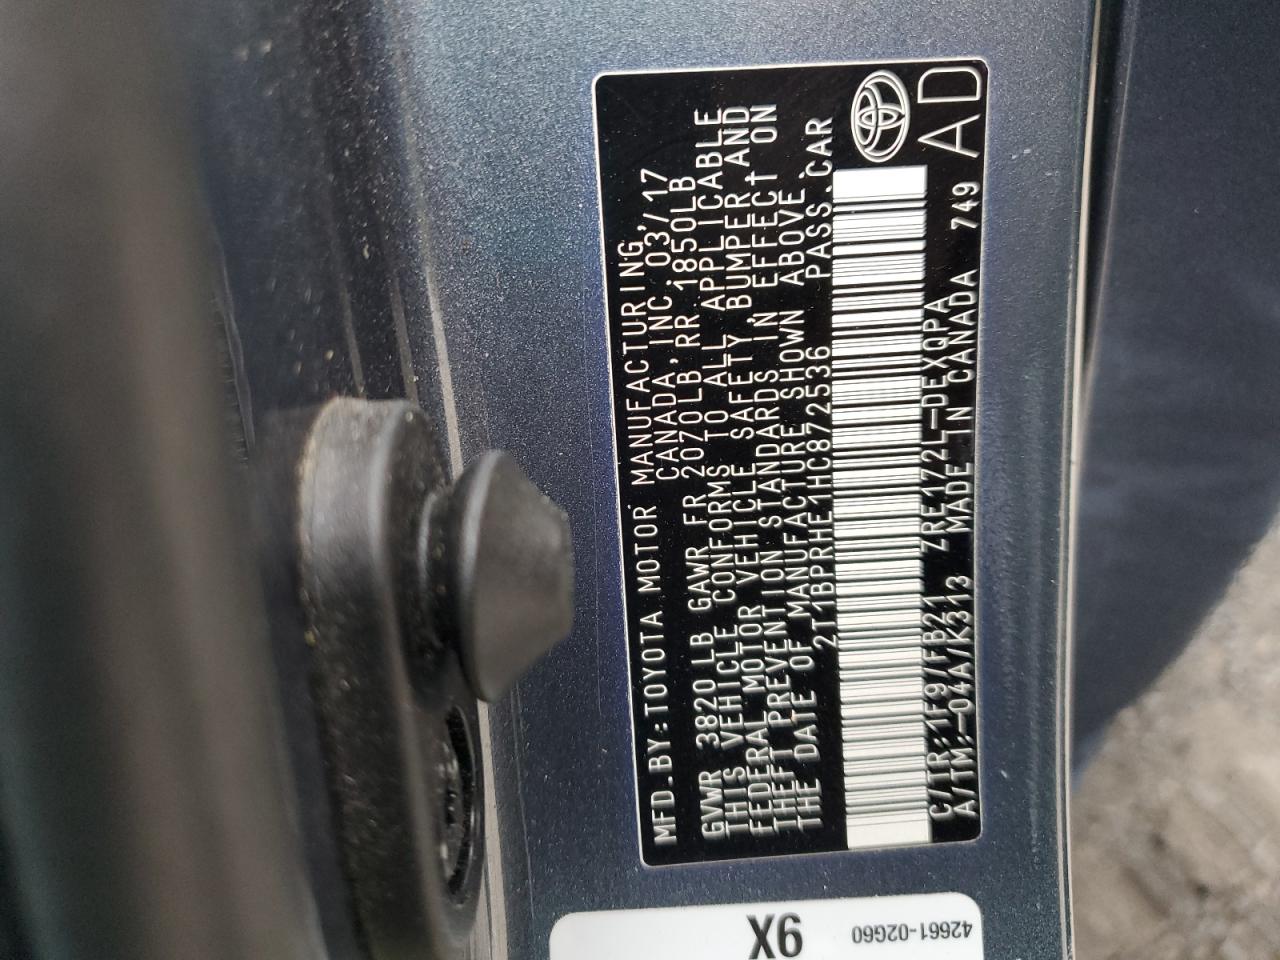 MFD.BY:TOYOTA MOTOR MANUFACTURING,
CANADA,INC. 03/17
GVWR 3820 LB GAWR FR 2070LB,RR 1850LB
THIS VEHICLE CONFORMS TO ALL APPLICABLE
FEDERAL MOTOR VEHICLE SAFETY,BUMPER,AND
THEFT PREVENTION STANDARDS IN EFFECT ON
THE DATE OF MANUFACTURE SHOWN ABOVE.
2T1BPRHE1HC872536 PASS.CAR
C/TR:1F9/FB21 ZRE172L-DEXQPA
A/TM:-04A/K313 MADE IN CANADA 749
AD
9X
42661-02G60